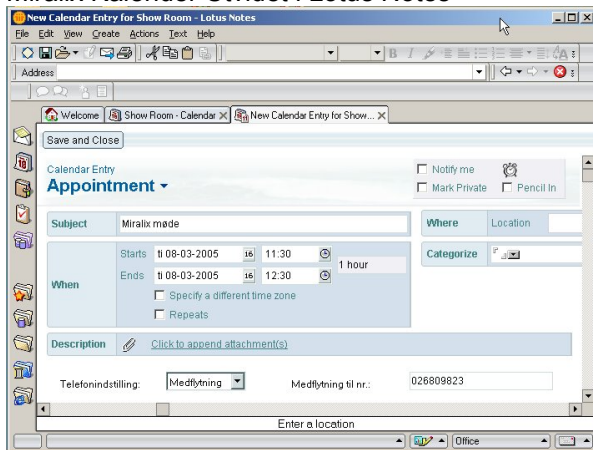 New Calendar Entry for Show Room - Lotus Notes
File Edit View Create Actions Text Help
Address
Welcome Show Room - Calendar New Calendar Entry for Show...
Save and Close
Calendar Entry
Appointment
Notify me
Mark Private Pencil In
Subject Miralix møde Where Location
Starts ti 08-03-2005 16 11:30 Categorize
1 hour
When Ends ti 08-03-2005 16 12:30
Specify a different time zone
Repeats
Description Click to append attachment(s)
Telefonindstilling: Medflytning Medflytning til nr.: 026809823
Enter a location
Office